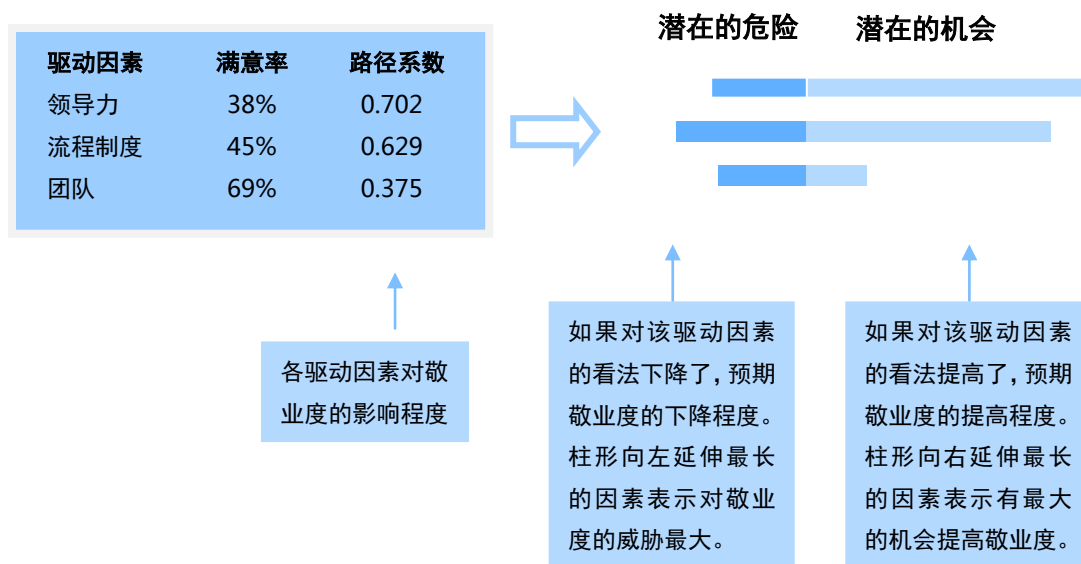 潜在的危险 潜在的机会
驱动因素 满意率 路径系数
领导力 38% 0.702
流程制度 45% 0.629
团队 69% 0.375
各驱动因素对敬
业度的影响程度
如果对该驱动因素
的看法下降了，预期
敬业度的下降程度。
柱形向左延伸最长
的因素表示对敬业
度的威胁最大。
如果对该驱动因素
的看法提高了，预期
敬业度的提高程度。
柱形向右延伸最长
的因素表示有最大
的机会提高敬业度。